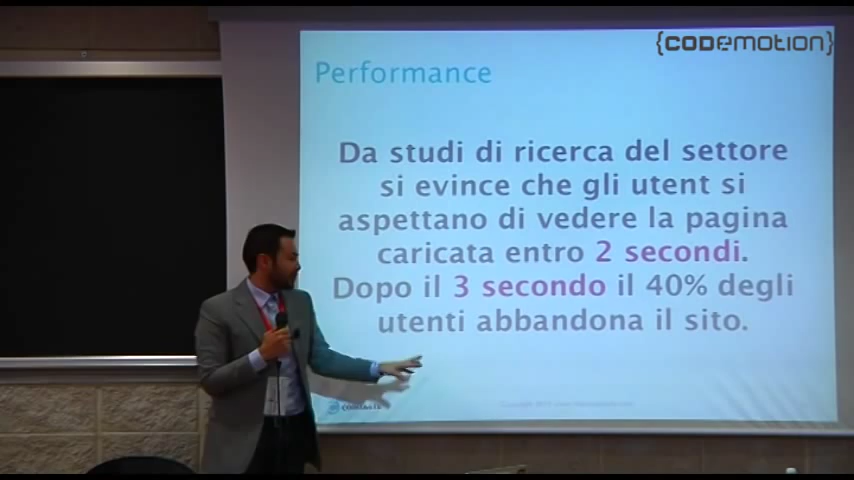 {CODEMOTION}
Performance
Da studi di ricerca del settore
si evince che gli utent si
aspettano di vedere la pagina
caricata entro 2 secondi.
Dopo il 3 secondo il 40% degli
utenti abbandona il sito.